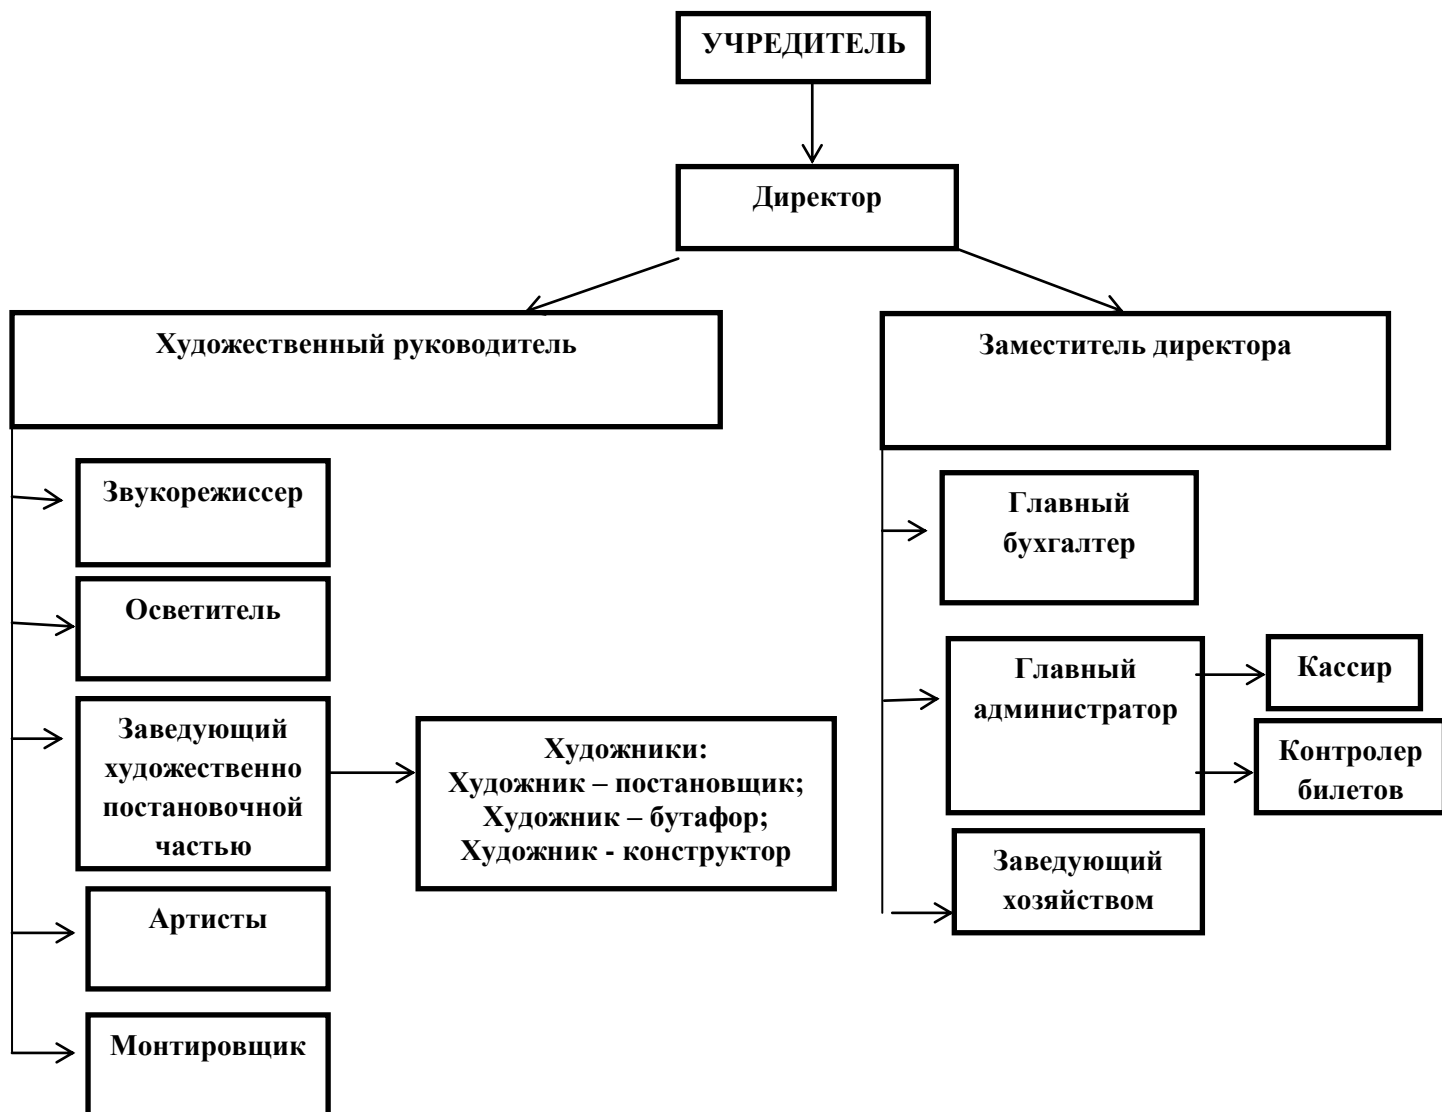 УЧРЕДИТЕЛЬ
Директор
Художественный руководитель
Заместитель директора
Звукорежиссер
Осветитель
Заведующий
художественно
постановочной
частью
Художники:
Художник – постановщик;
Художник – бутафор;
Художник - конструктор
Артисты
Монтировщик
Главный
бухгалтер
Главный
администратор
Кассир
Контролер
билетов
Заведующий
хозяйством